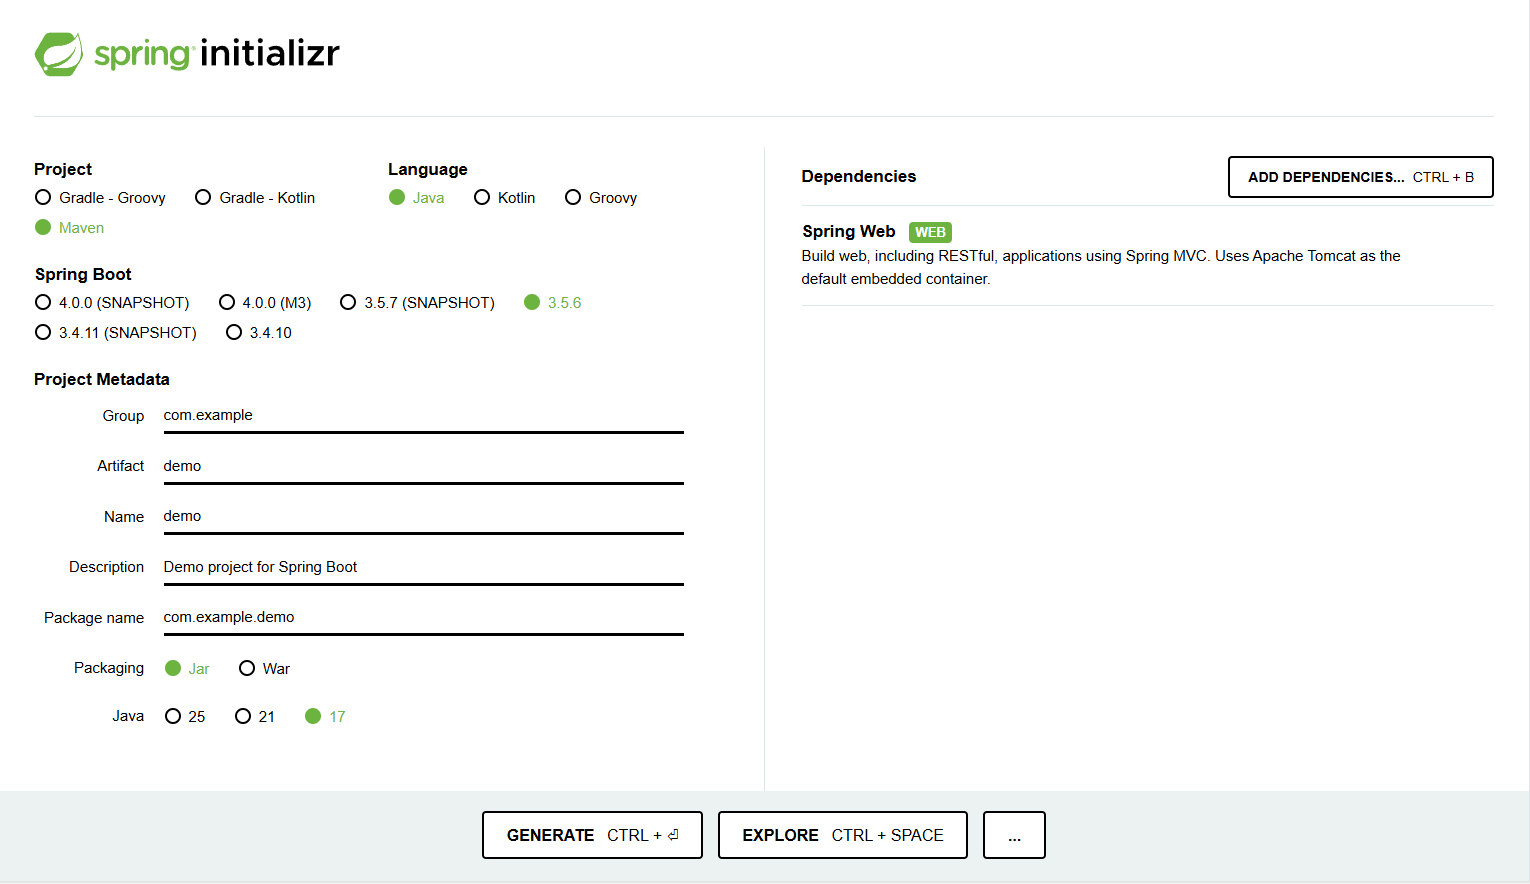 spring initializr
Project
Gradle - Groovy Gradle - Kotlin
Maven
Language
Java Kotlin Groovy
Spring Boot
4.0.0 (SNAPSHOT) 4.0.0 (M3) 3.5.7 (SNAPSHOT) 3.5.6
3.4.11 (SNAPSHOT) 3.4.10
Project Metadata
Group com.example
Artifact demo
Name demo
Description Demo project for Spring Boot
Package name com.example.demo
Packaging Jar War
Java 25 21 17
Dependencies ADD DEPENDENCIES... CTRL + B
Spring Web WEB
Build web, including RESTful, applications using Spring MVC. Uses Apache Tomcat as the
default embedded container.
GENERATE CTRL + ⏎ EXPLORE CTRL + SPACE ...